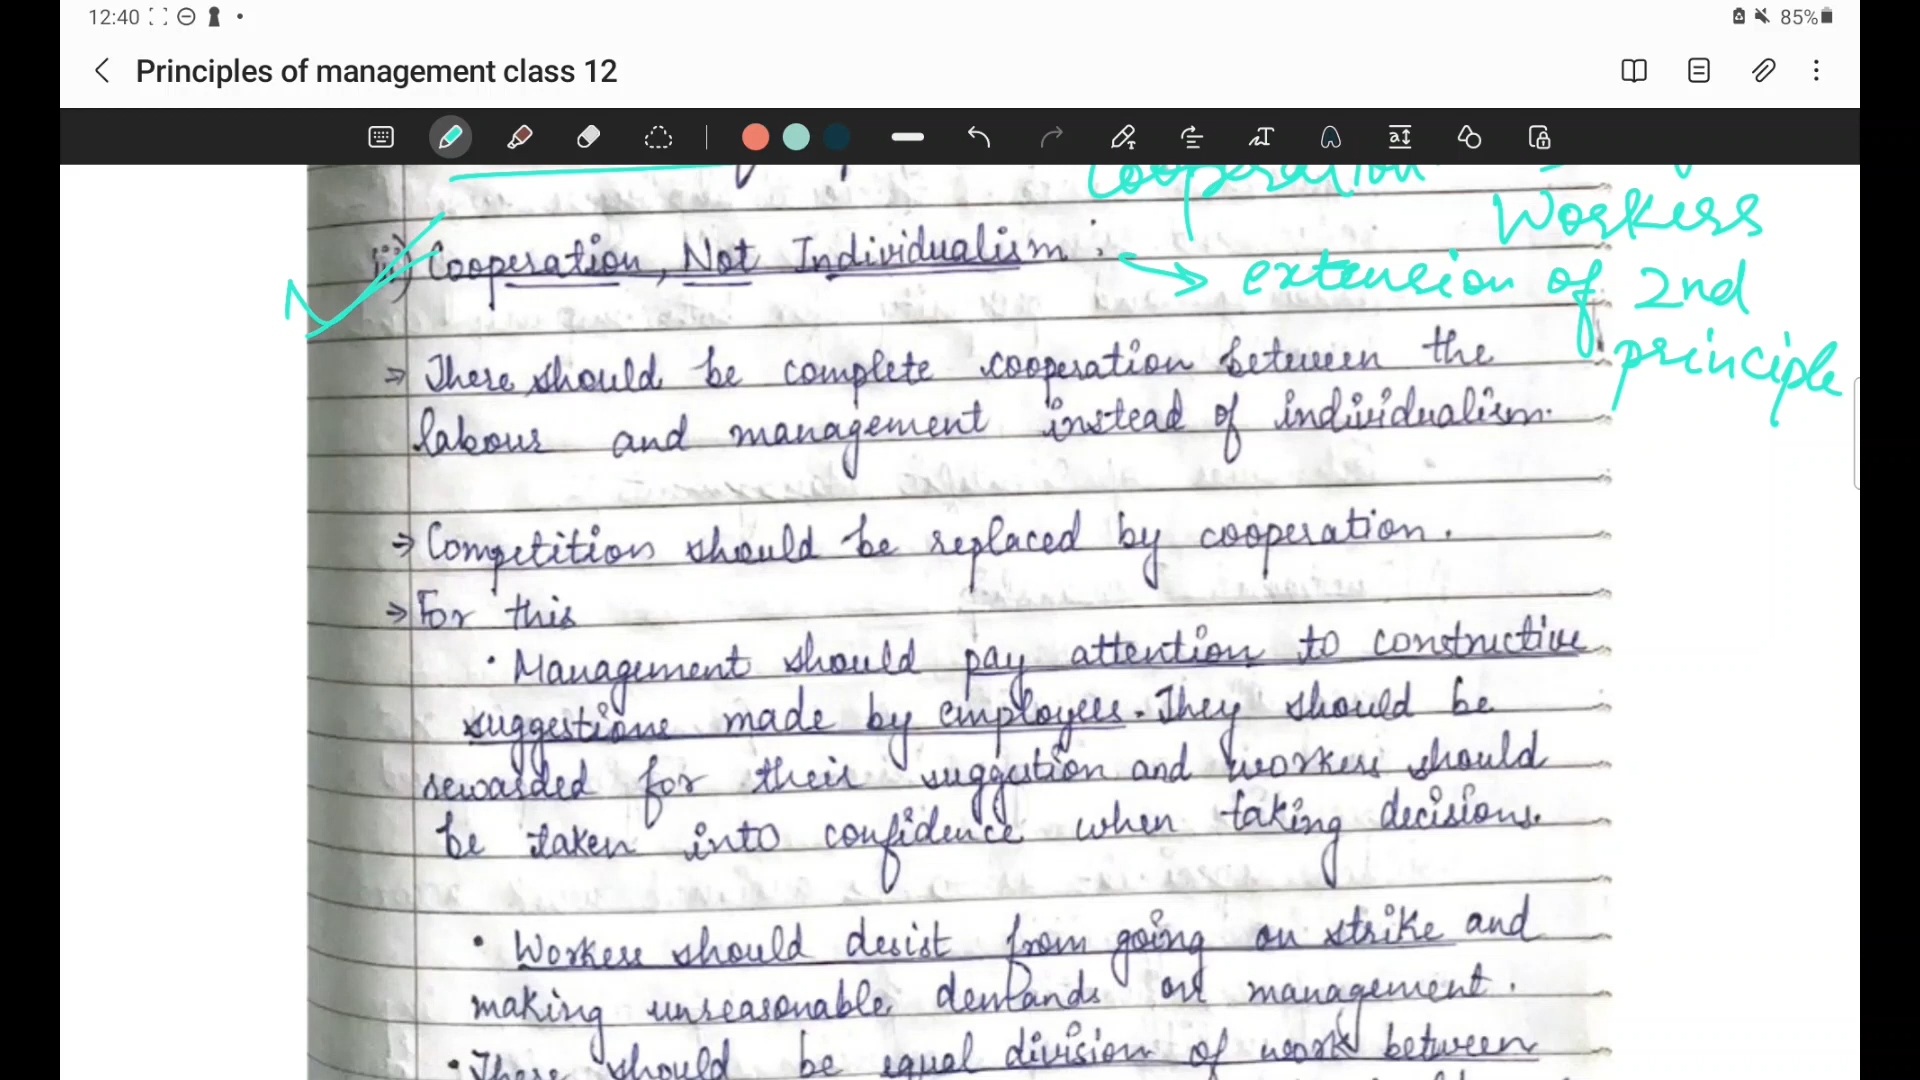 12:40
85%
Principles of management class 12
Cooperation
Workers
iii) Cooperation, Not Individualism :
→ extension of 2nd
principle
⇒ There should be complete cooperation between the
labour and management instead of individualism.
⇒ Competition should be replaced by cooperation.
⇒ For this
• Management should pay attention to constructive
suggestions made by employees. They should be
rewarded for their suggestion and workers should
be taken into confidence when taking decisions.
• Workers should desist from going on strike and
making unreasonable demands on management.
• There should be equal division of work between